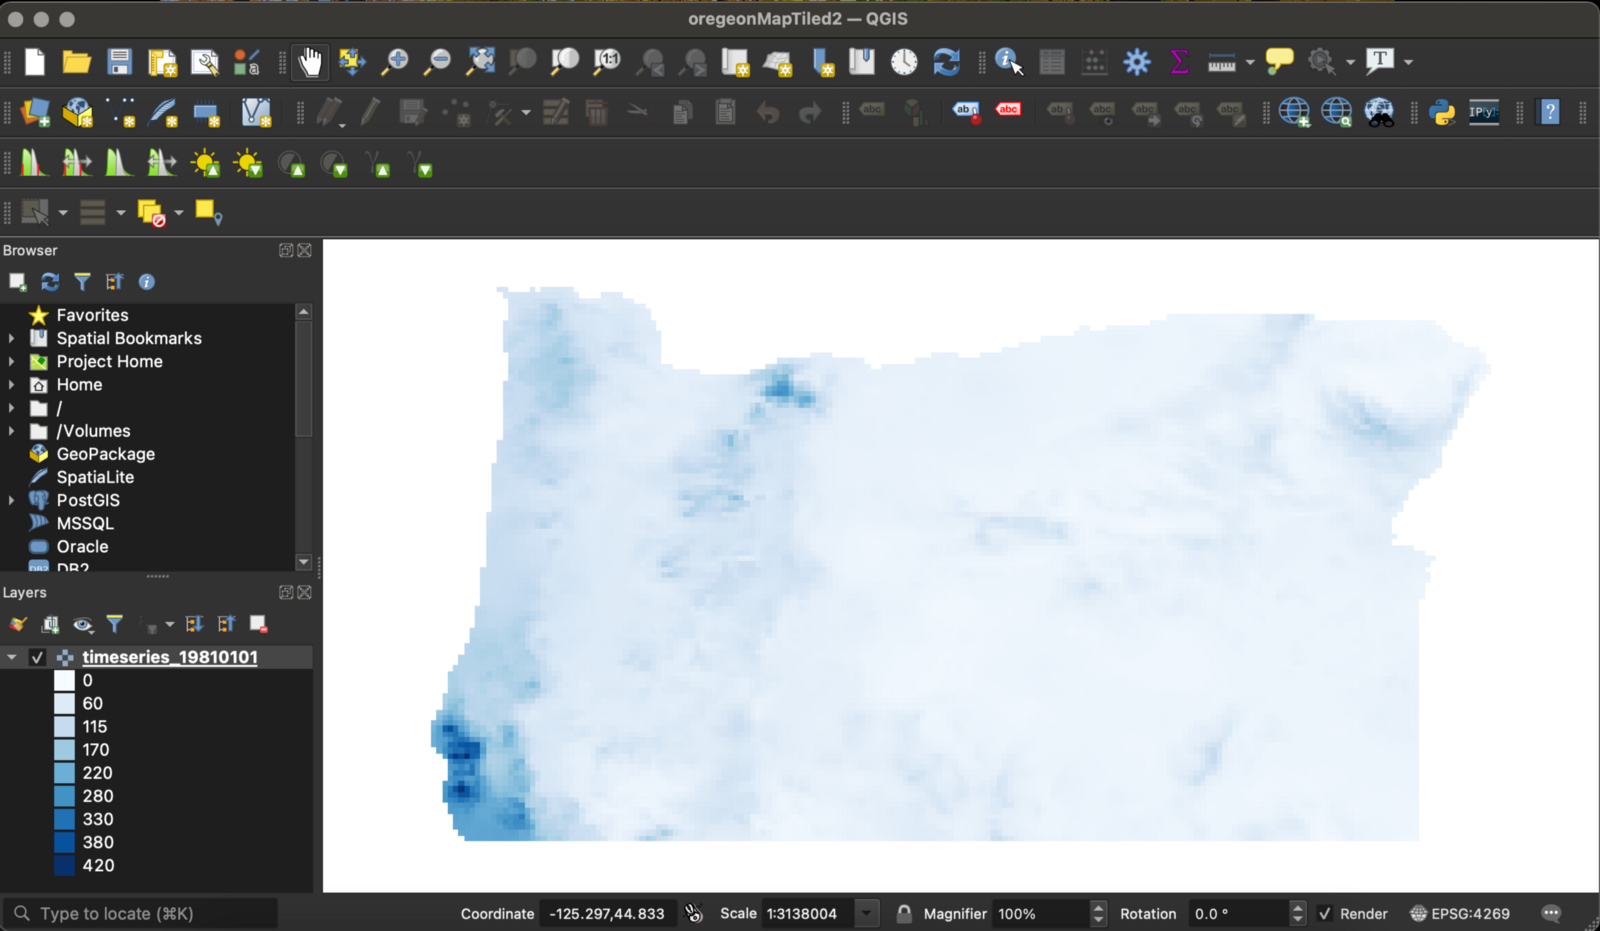 oregeonMapTiled2 — QGIS
Browser
Favorites
Spatial Bookmarks
Project Home
Home
/
/Volumes
GeoPackage
SpatiaLite
PostGIS
MSSQL
Oracle
DB2
Layers
timeseries_19810101
0
60
115
170
220
280
330
380
420
Type to locate (⌘K)
Coordinate -125.297,44.833 Scale 1:3138004 Magnifier 100% Rotation 0.0 ° Render EPSG:4269